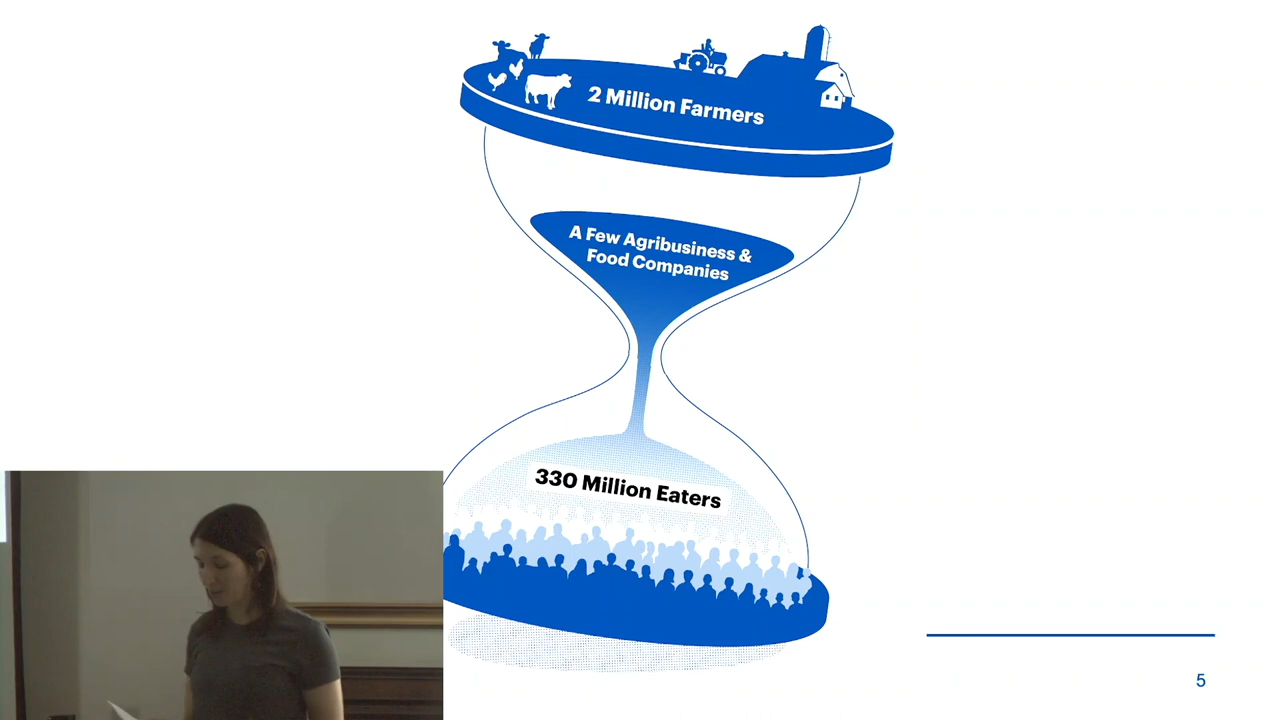 2 Million Farmers
A Few Agribusiness &
Food Companies
330 Million Eaters
5